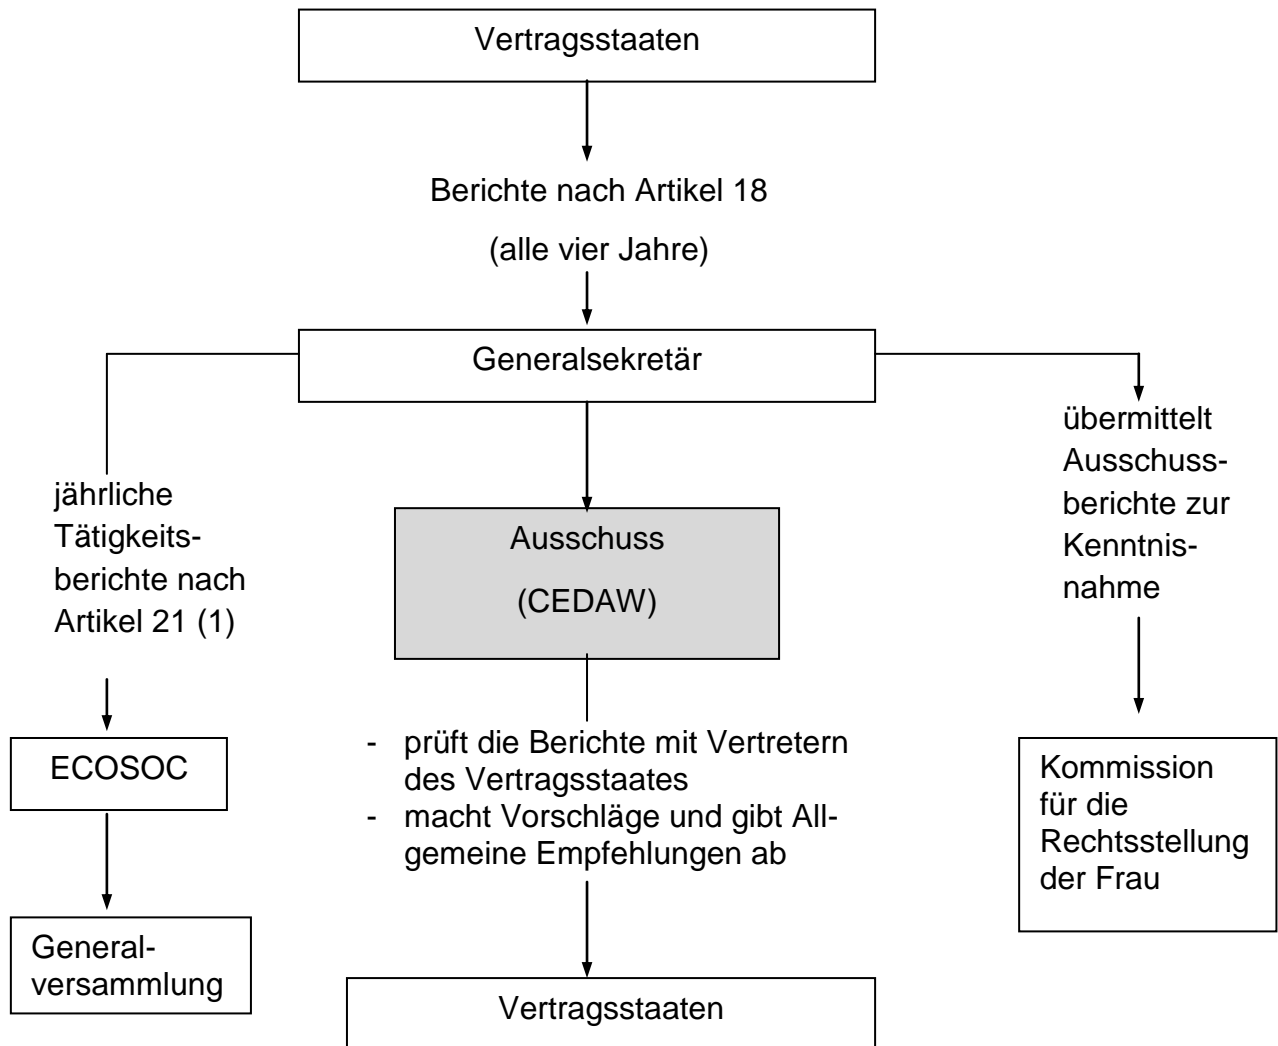 Vertragsstaaten
Berichte nach Artikel 18
(alle vier Jahre)
Generalsekretär
jährliche
Tätigkeits-
berichte nach
Artikel 21 (1)
ECOSOC
General-
versammlung
Ausschuss
(CEDAW)
- prüft die Berichte mit Vertretern
des Vertragsstaates
- macht Vorschläge und gibt All-
gemeine Empfehlungen ab
Vertragsstaaten
übermittelt
Ausschuss-
berichte zur
Kenntnis-
nahme
Kommission
für die
Rechtsstellung
der Frau